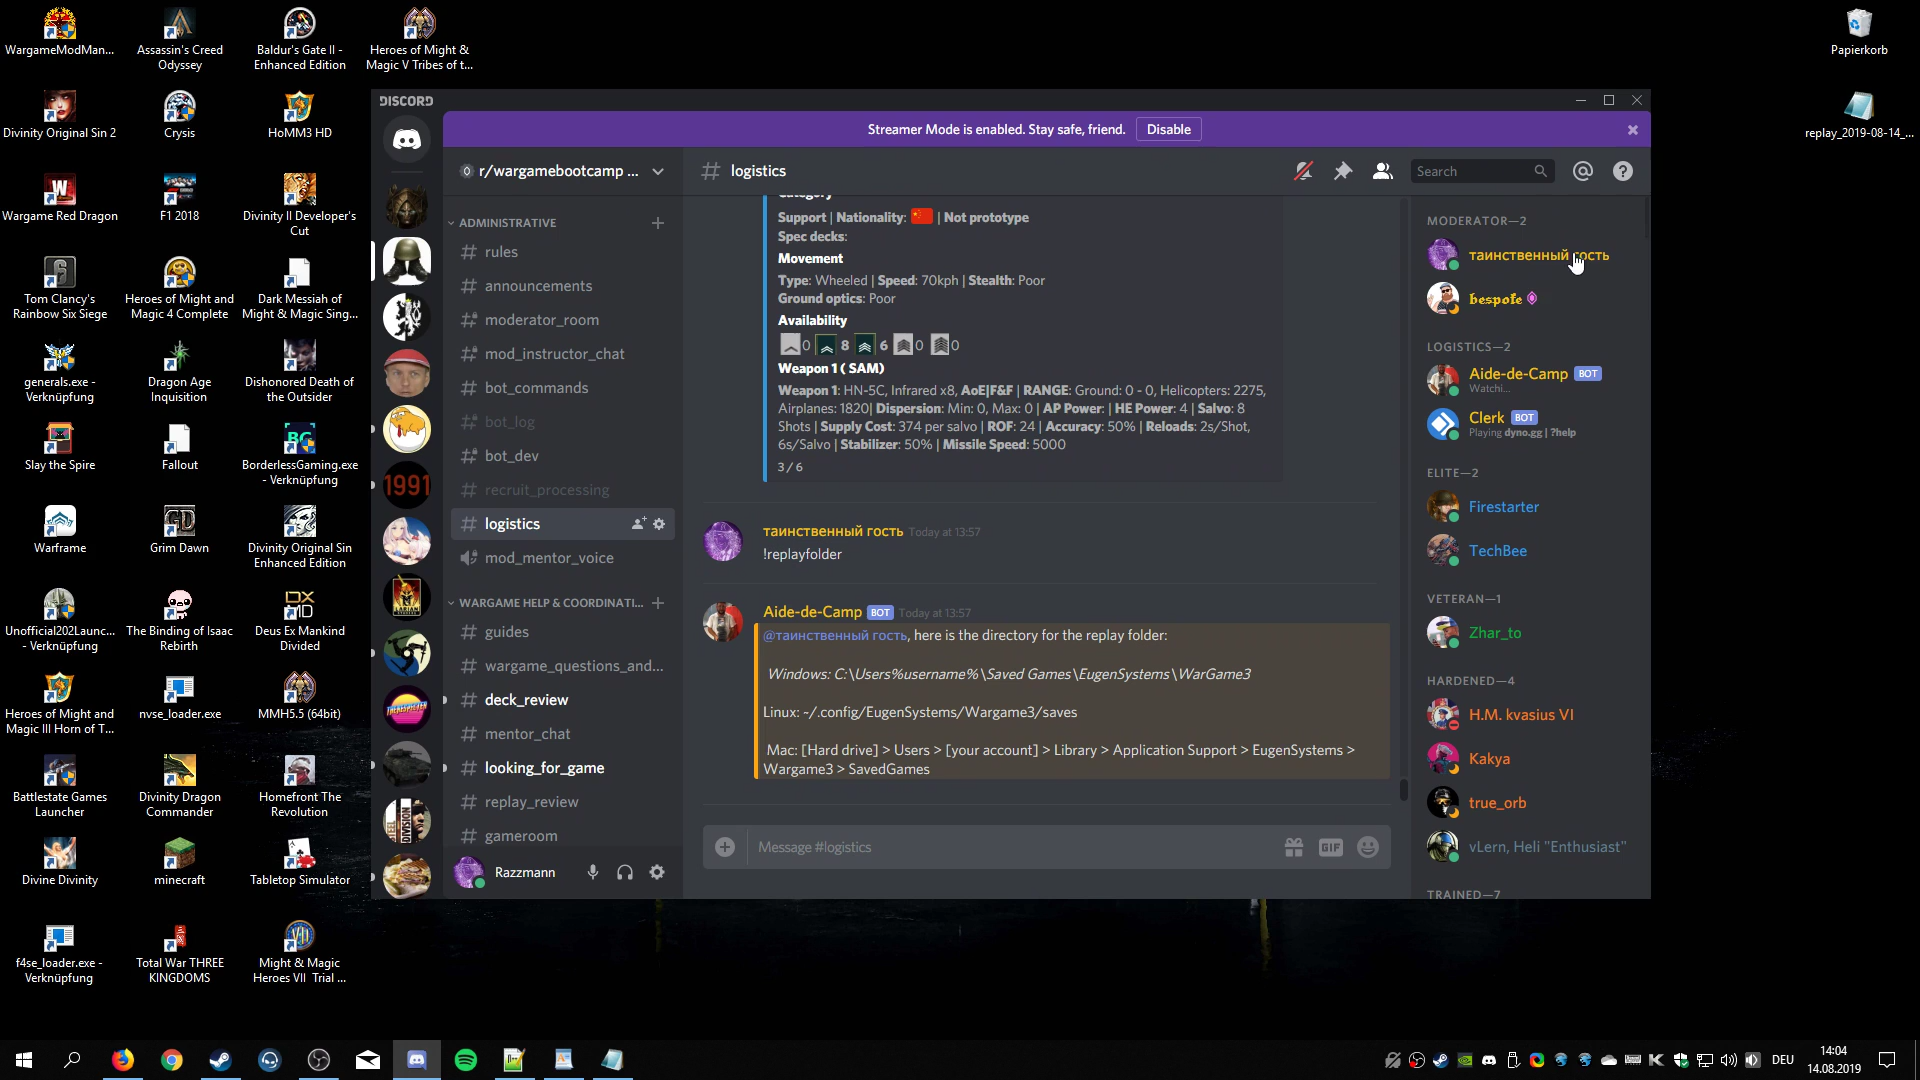 WargameModMan...
Assassin's Creed Odyssey
Baldur's Gate II - Enhanced Edition
Heroes of Might & Magic V Tribes of t...
Papierkorb
Divinity Original Sin 2
Crysis
HoMM3 HD
replay_2019-08-14_...
Wargame Red Dragon
F1 2018
Divinity II Developer's Cut
Tom Clancy's Rainbow Six Siege
Heroes of Might and Magic 4 Complete
Dark Messiah of Might & Magic Sing...
generals.exe - Verknüpfung
Dragon Age Inquisition
Dishonored Death of the Outsider
Slay the Spire
Fallout
BorderlessGaming.exe - Verknüpfung
Warframe
Grim Dawn
Divinity Original Sin Enhanced Edition
Unofficial202Launc... - Verknüpfung
The Binding of Isaac Rebirth
Deus Ex Mankind Divided
Heroes of Might and Magic III Horn of T...
nvse_loader.exe
MMH5.5 (64bit)
Battlestate Games Launcher
Divinity Dragon Commander
Homefront The Revolution
Divine Divinity
minecraft
Tabletop Simulator
f4se_loader.exe - Verknüpfung
Total War THREE KINGDOMS
Might & Magic Heroes VII Trial ...
DISCORD
Streamer Mode is enabled. Stay safe, friend. Disable
r/wargamebootcamp ...
ADMINISTRATIVE
rules
announcements
moderator_room
mod_instructor_chat
bot_commands
bot_log
bot_dev
recruit_processing
logistics
mod_mentor_voice
WARGAME HELP & COORDINATI...
guides
wargame_questions_and...
deck_review
mentor_chat
looking_for_game
replay_review
gameroom
Razzmann
1991
# logistics
Search
Category
Support | Nationality: | Not prototype
Spec decks:
Movement
Type: Wheeled | Speed: 70kph | Stealth: Poor
Ground optics: Poor
Availability
0 8 6 0 0
Weapon 1 ( SAM)
Weapon 1: HN-5C, Infrared x8, AoE|F&F | RANGE: Ground: 0 - 0, Helicopters: 2275,
Airplanes: 1820| Dispersion: Min: 0, Max: 0 | AP Power: | HE Power: 4 | Salvo: 8
Shots | Supply Cost: 374 per salvo | ROF: 24 | Accuracy: 50% | Reloads: 2s/Shot,
6s/Salvo | Stabilizer: 50% | Missile Speed: 5000
3 / 6
таинственный гость Today at 13:57
!replayfolder
Aide-de-Camp BOT Today at 13:57
@таинственный гость, here is the directory for the replay folder:
Windows: C:\Users%username%\Saved Games\EugenSystems\WarGame3
Linux: ~/.config/EugenSystems/Wargame3/saves
Mac: [Hard drive] > Users > [your account] > Library > Application Support > EugenSystems >
Wargame3 > SavedGames
Message #logistics
GIF
MODERATOR—2
таинственный гость
bespoke
LOGISTICS—2
Aide-de-Camp BOT
Watchi...
Clerk BOT
Playing dyno.gg | ?help
ELITE—2
Firestarter
TechBee
VETERAN—1
Zhar_to
HARDENED—4
H.M. kvasius VI
Kakya
true_orb
vLern, Heli "Enthusiast"
TRAINED—7
DEU
14:04
14.08.2019